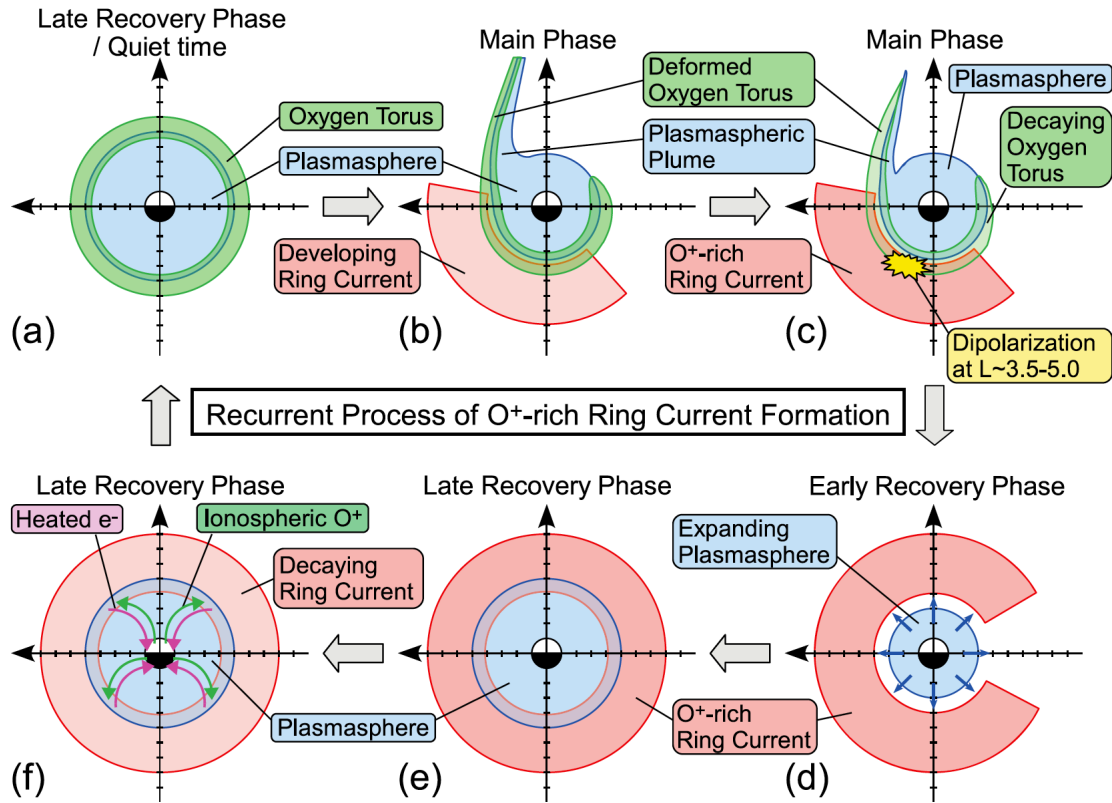 Late Recovery Phase
/ Quiet time
Oxygen Torus
Plasmasphere
(a)
Main Phase
Deformed
Oxygen Torus
Plasmaspheric
Plume
Developing
Ring Current
(b)
Main Phase
Plasmasphere
Decaying
Oxygen
Torus
O⁺-rich
Ring Current
Dipolarization
at L~3.5-5.0
(c)
Recurrent Process of O⁺-rich Ring Current Formation
Late Recovery Phase
Heated e⁻
Ionospheric O⁺
Decaying
Ring Current
Plasmasphere
(f)
Late Recovery Phase
O⁺-rich
Ring Current
(e)
Early Recovery Phase
Expanding
Plasmasphere
(d)